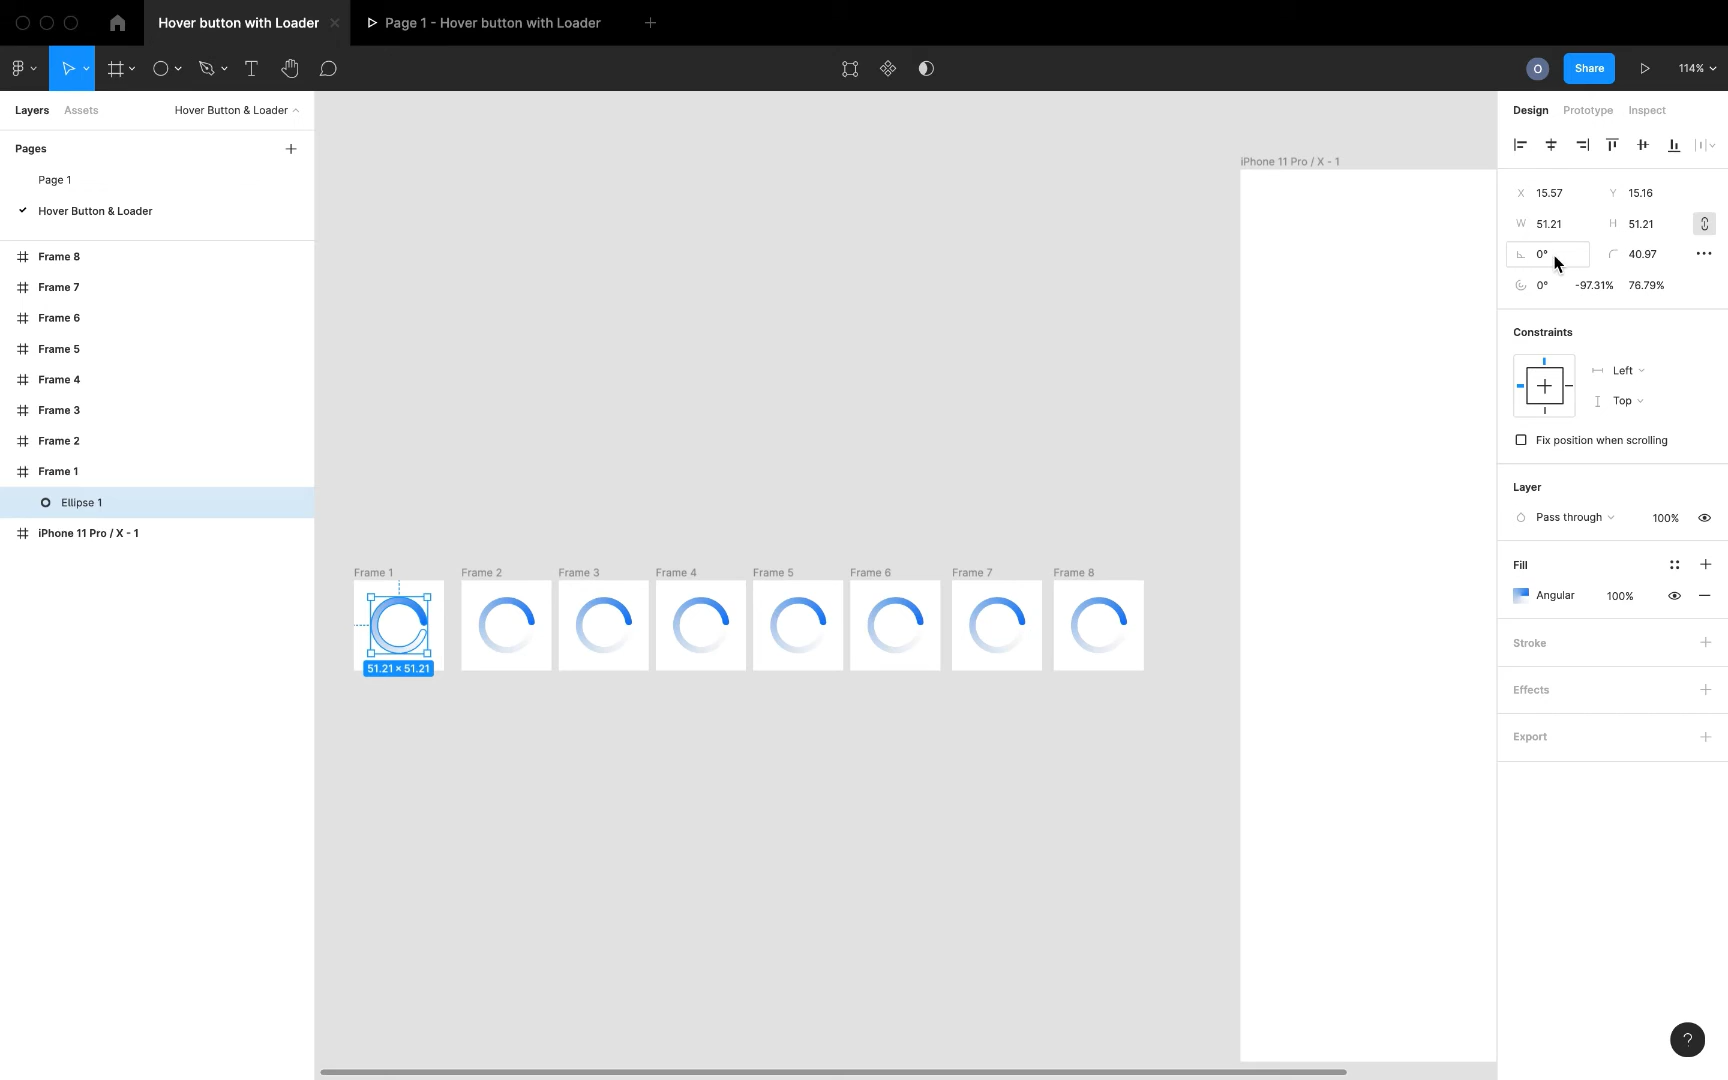 Hover button with Loader
Page 1 - Hover button with Loader
O
Share
114%
Layers
Assets
Hover Button & Loader
Pages
Page 1
Hover Button & Loader
Frame 8
Frame 7
Frame 6
Frame 5
Frame 4
Frame 3
Frame 2
Frame 1
Ellipse 1
iPhone 11 Pro / X - 1
iPhone 11 Pro / X - 1
Frame 1
Frame 2
Frame 3
Frame 4
Frame 5
Frame 6
Frame 7
Frame 8
51.21 × 51.21
Design
Prototype
Inspect
X 15.57
Y 15.16
W 51.21
H 51.21
0°
40.97
0°
-97.31%
76.79%
Constraints
Left
Top
Fix position when scrolling
Layer
Pass through
100%
Fill
Angular
100%
Stroke
Effects
Export
?